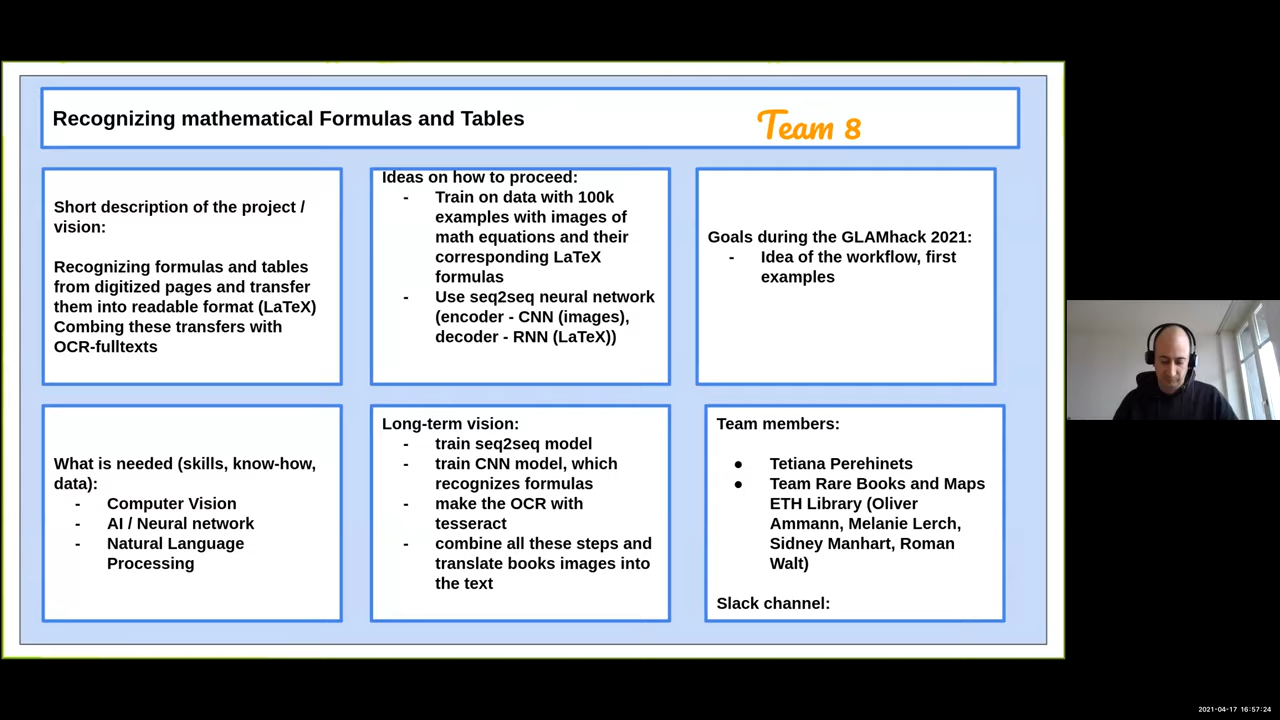 Recognizing mathematical Formulas and Tables
Team 8
Short description of the project /
vision:
Recognizing formulas and tables
from digitized pages and transfer
them into readable format (LaTeX)
Combing these transfers with
OCR-fulltexts
Ideas on how to proceed:
- Train on data with 100k
examples with images of
math equations and their
corresponding LaTeX
formulas
- Use seq2seq neural network
(encoder - CNN (images),
decoder - RNN (LaTeX))
Goals during the GLAMhack 2021:
- Idea of the workflow, first
examples
What is needed (skills, know-how,
data):
- Computer Vision
- AI / Neural network
- Natural Language
Processing
Long-term vision:
- train seq2seq model
- train CNN model, which
recognizes formulas
- make the OCR with
tesseract
- combine all these steps and
translate books images into
the text
Team members:
● Tetiana Perehinets
● Team Rare Books and Maps
ETH Library (Oliver
Ammann, Melanie Lerch,
Sidney Manhart, Roman
Walt)
Slack channel:
2021-04-17 16:57:24